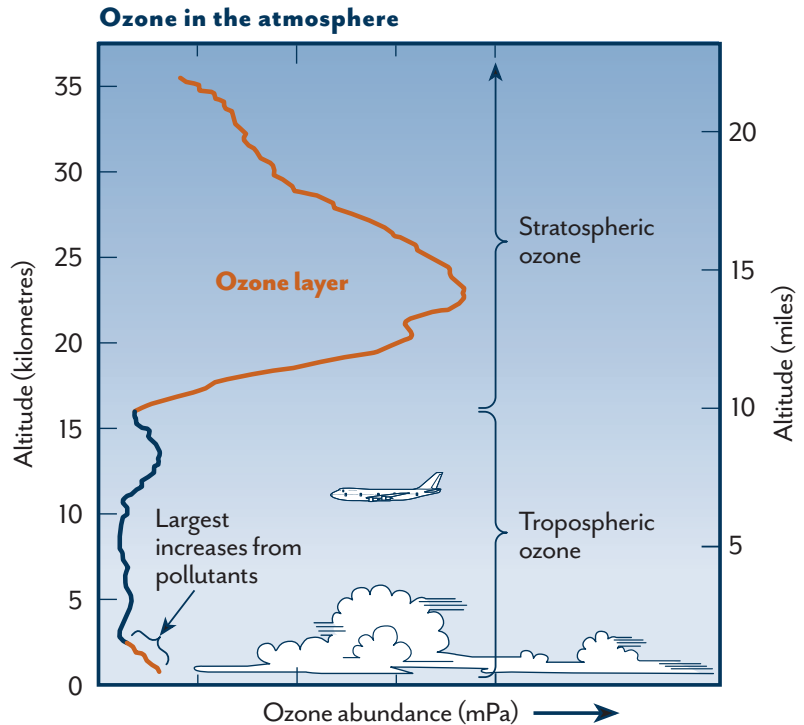 Ozone in the atmosphere
Altitude (kilometres)
35
30
25
20
15
10
5
0
Ozone layer
Largest
increases from
pollutants
Stratospheric
ozone
Tropospheric
ozone
20
15
10
5
Altitude (miles)
Ozone abundance (mPa)